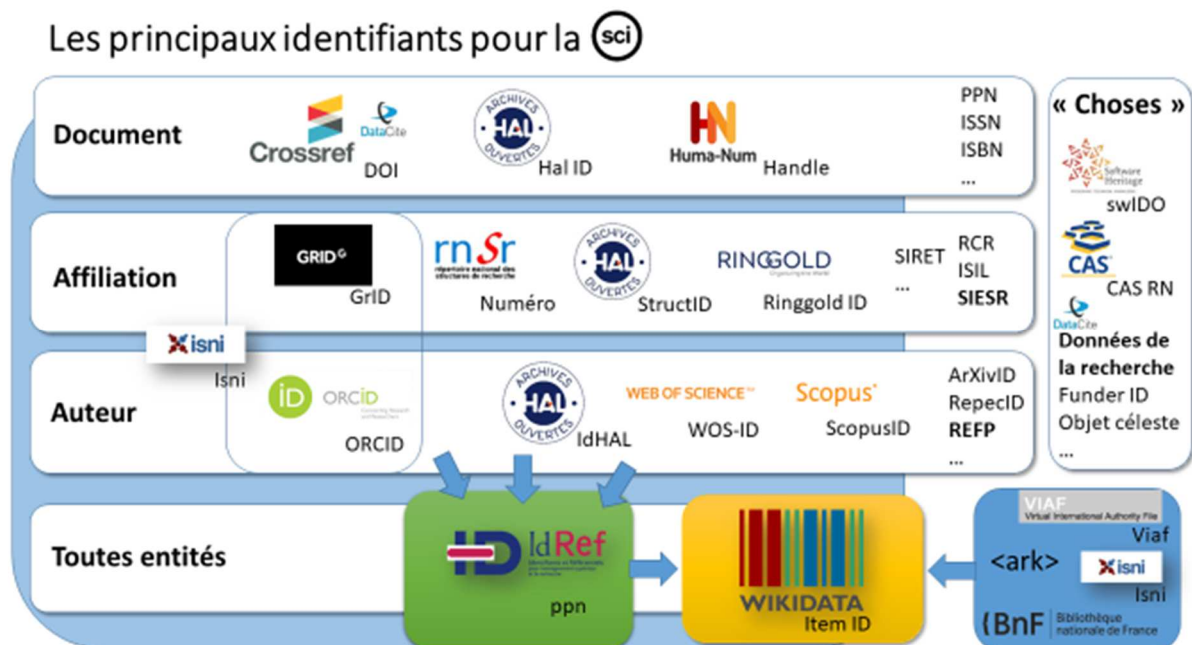 Les principaux identifiants pour la sci
Document
Crossref
DataCite
DOI
ARCHIVES
HAL
OUVERTES
Hal ID
HN
Huma-Num
Handle
PPN
ISSN
ISBN
...
Affiliation
GRID
GrID
rnSr
répertoire national des
structures de recherche
Numéro
ARCHIVES
HAL
OUVERTES
StructID
RINGGOLD
Ringgold ID
SIRET
...
RCR
ISIL
SIESR
isni
Isni
Auteur
iD
ORCID
ORCID
ARCHIVES
HAL
OUVERTES
IdHAL
WEB OF SCIENCE™
WOS-ID
Scopus
ScopusID
ArXivID
RepecID
REFP
...
Toutes entités
ID
IdRef
ppn
WIKIDATA
Item ID
« Choses »
Software
Heritage
swIDO
CAS
CAS RN
DataCite
Données de
la recherche
Funder ID
Objet céleste
...
VIAF
Virtual International Authority File
Viaf
<ark>
isni
Isni
(BnF
Bibliothèque
nationale de France